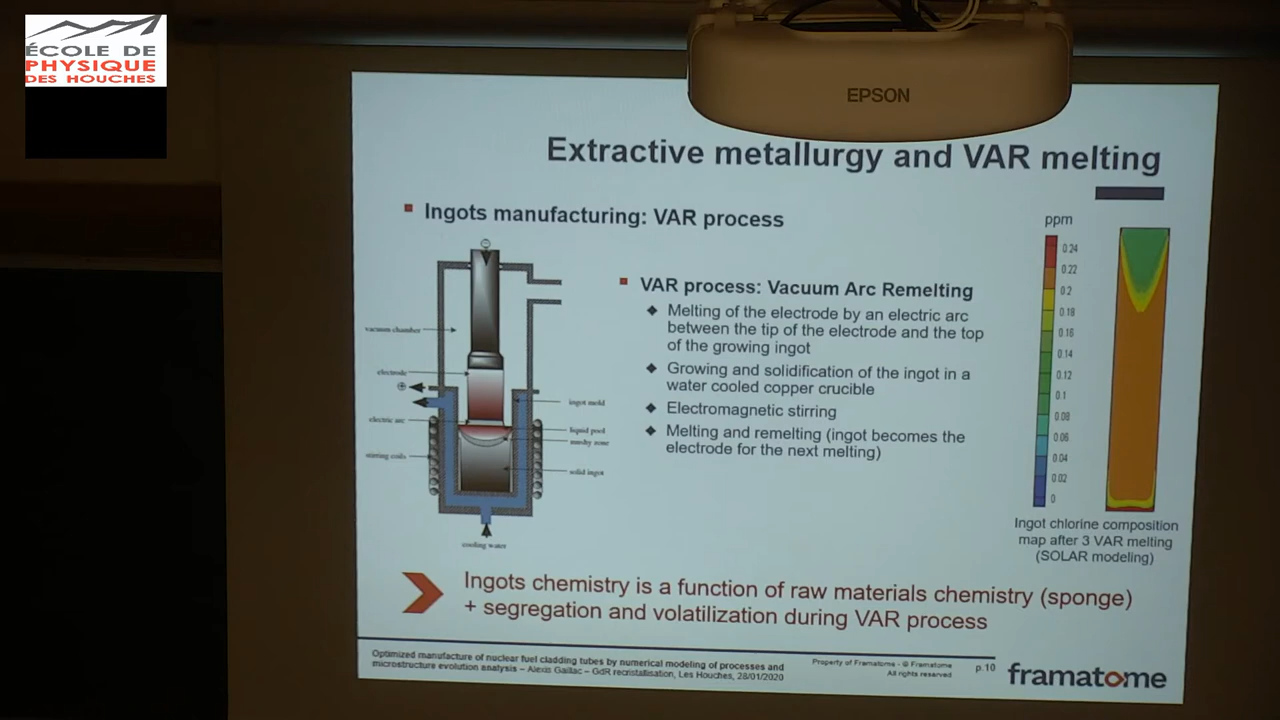 ÉCOLE DE
PHYSIQUE
DES HOUCHES
EPSON
Extractive metallurgy and VAR melting
Ingots manufacturing: VAR process
vacuum chamber
electrode
electric arc
stirring coils
ingot mold
liquid pool
mushy zone
solid ingot
cooling water
VAR process: Vacuum Arc Remelting
Melting of the electrode by an electric arc
between the tip of the electrode and the top
of the growing ingot
Growing and solidification of the ingot in a
water cooled copper crucible
Electromagnetic stirring
Melting and remelting (ingot becomes the
electrode for the next melting)
ppm
0.24
0.22
0.2
0.18
0.16
0.14
0.12
0.1
0.08
0.06
0.04
0.02
0
Ingot chlorine composition
map after 3 VAR melting
(SOLAR modeling)
Ingots chemistry is a function of raw materials chemistry (sponge)
+ segregation and volatilization during VAR process
Optimized manufacture of nuclear fuel cladding tubes by numerical modeling of processes and
microstructure evolution analysis – Alexis Gaillac – GdR recristallisation, Les Houches, 28/01/2020
Property of Framatome - © Framatome
All rights reserved
p.10
framatome